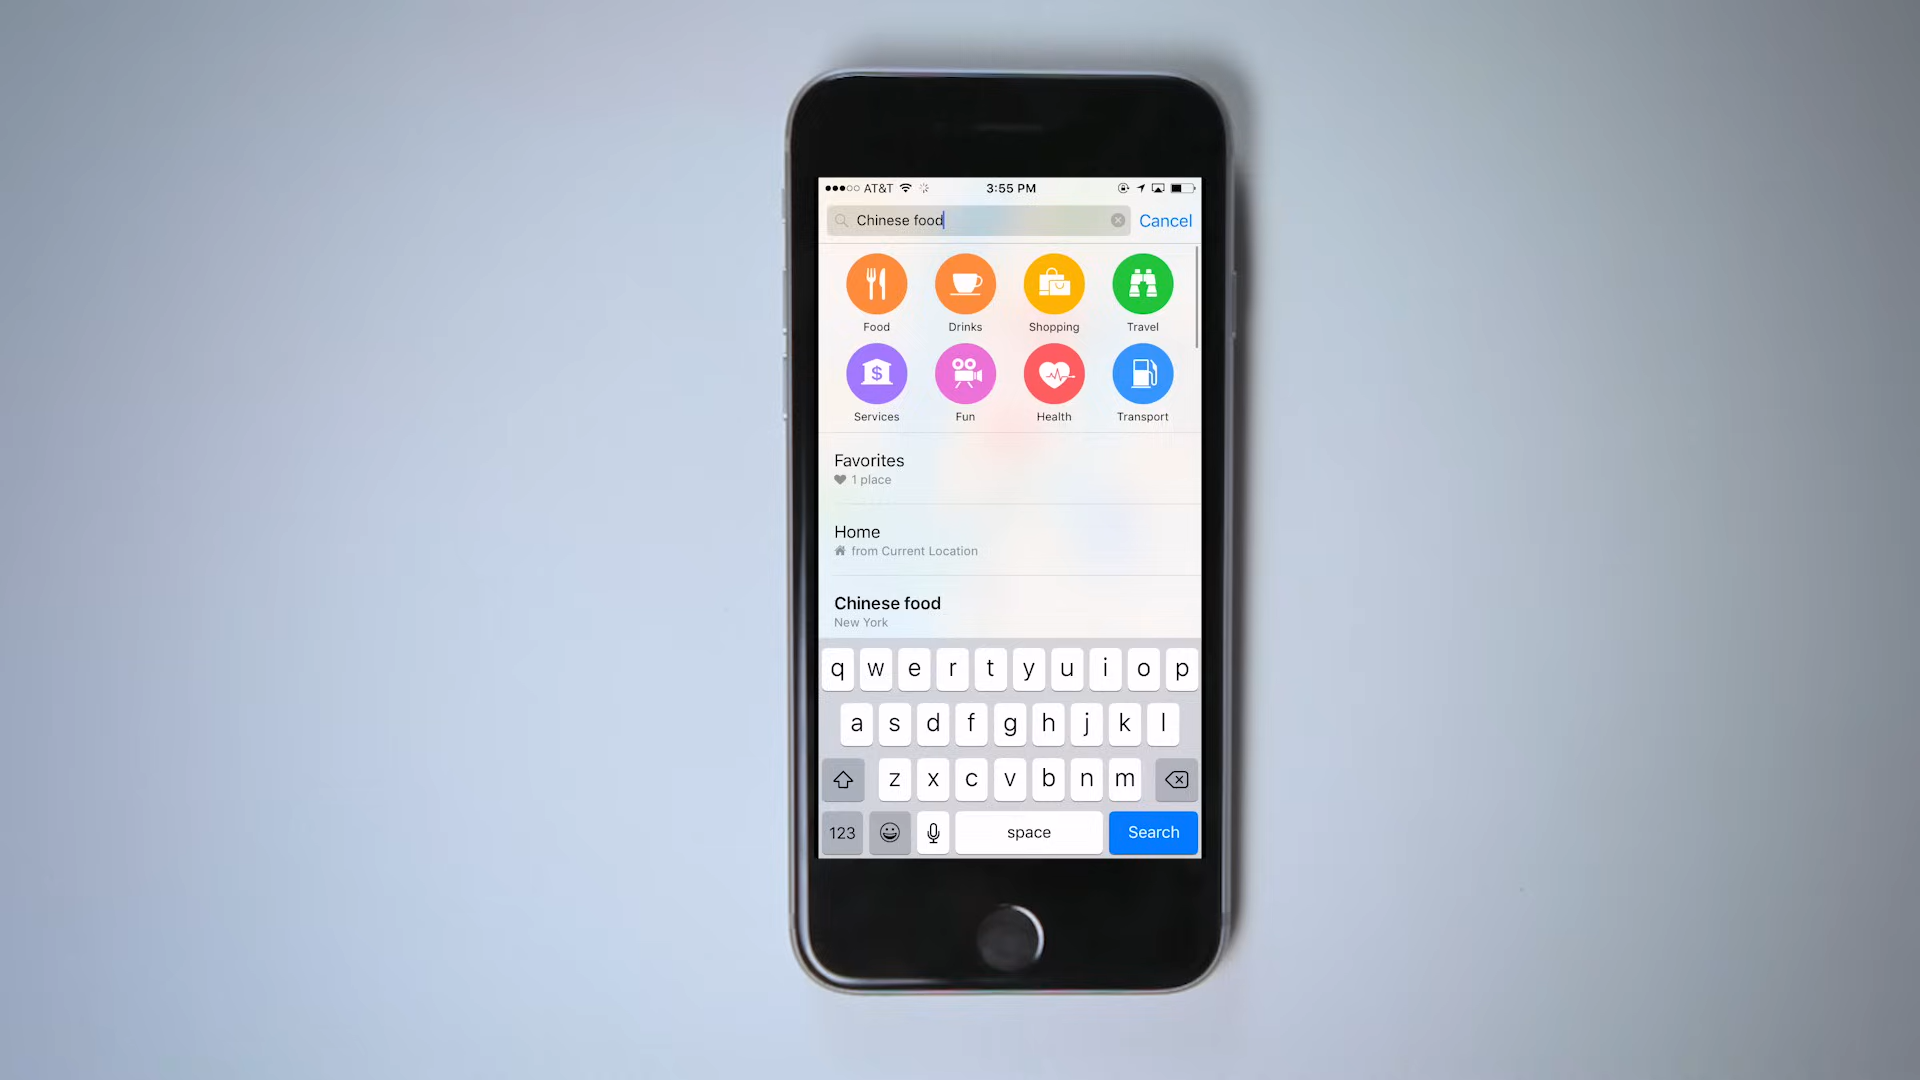 AT&T 3:55 PM
Chinese food Cancel
Food Drinks Shopping Travel
$
Services Fun Health Transport
Favorites
1 place
Home
from Current Location
Chinese food
New York
q w e r t y u i o p
a s d f g h j k l
z x c v b n m
123 space Search